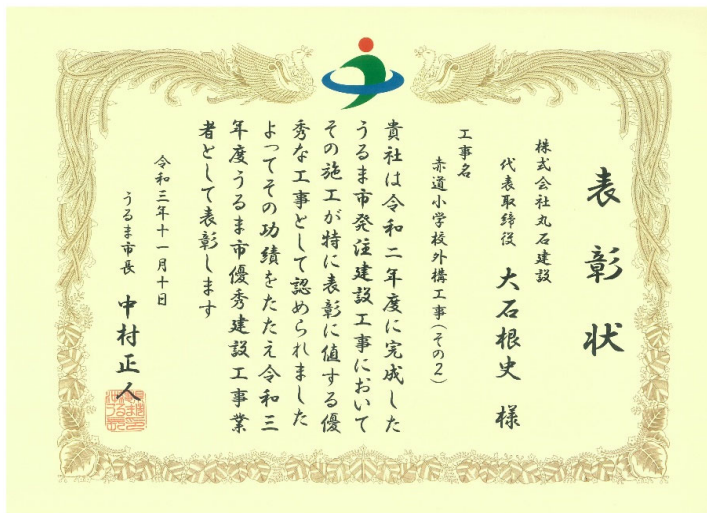 表彰状
株式会社丸石建設
代表取締役 大石根史 様
工事名
赤道小学校外構工事(その2)
貴社は令和二年度に完成した
うるま市発注建設工事において
その施工が特に表彰に値する優
秀な工事として認められました
よってその功績をたたえ令和三
年度うるま市優秀建設工事業
者として表彰します
令和三年十一月十日
うるま市長 中村正人